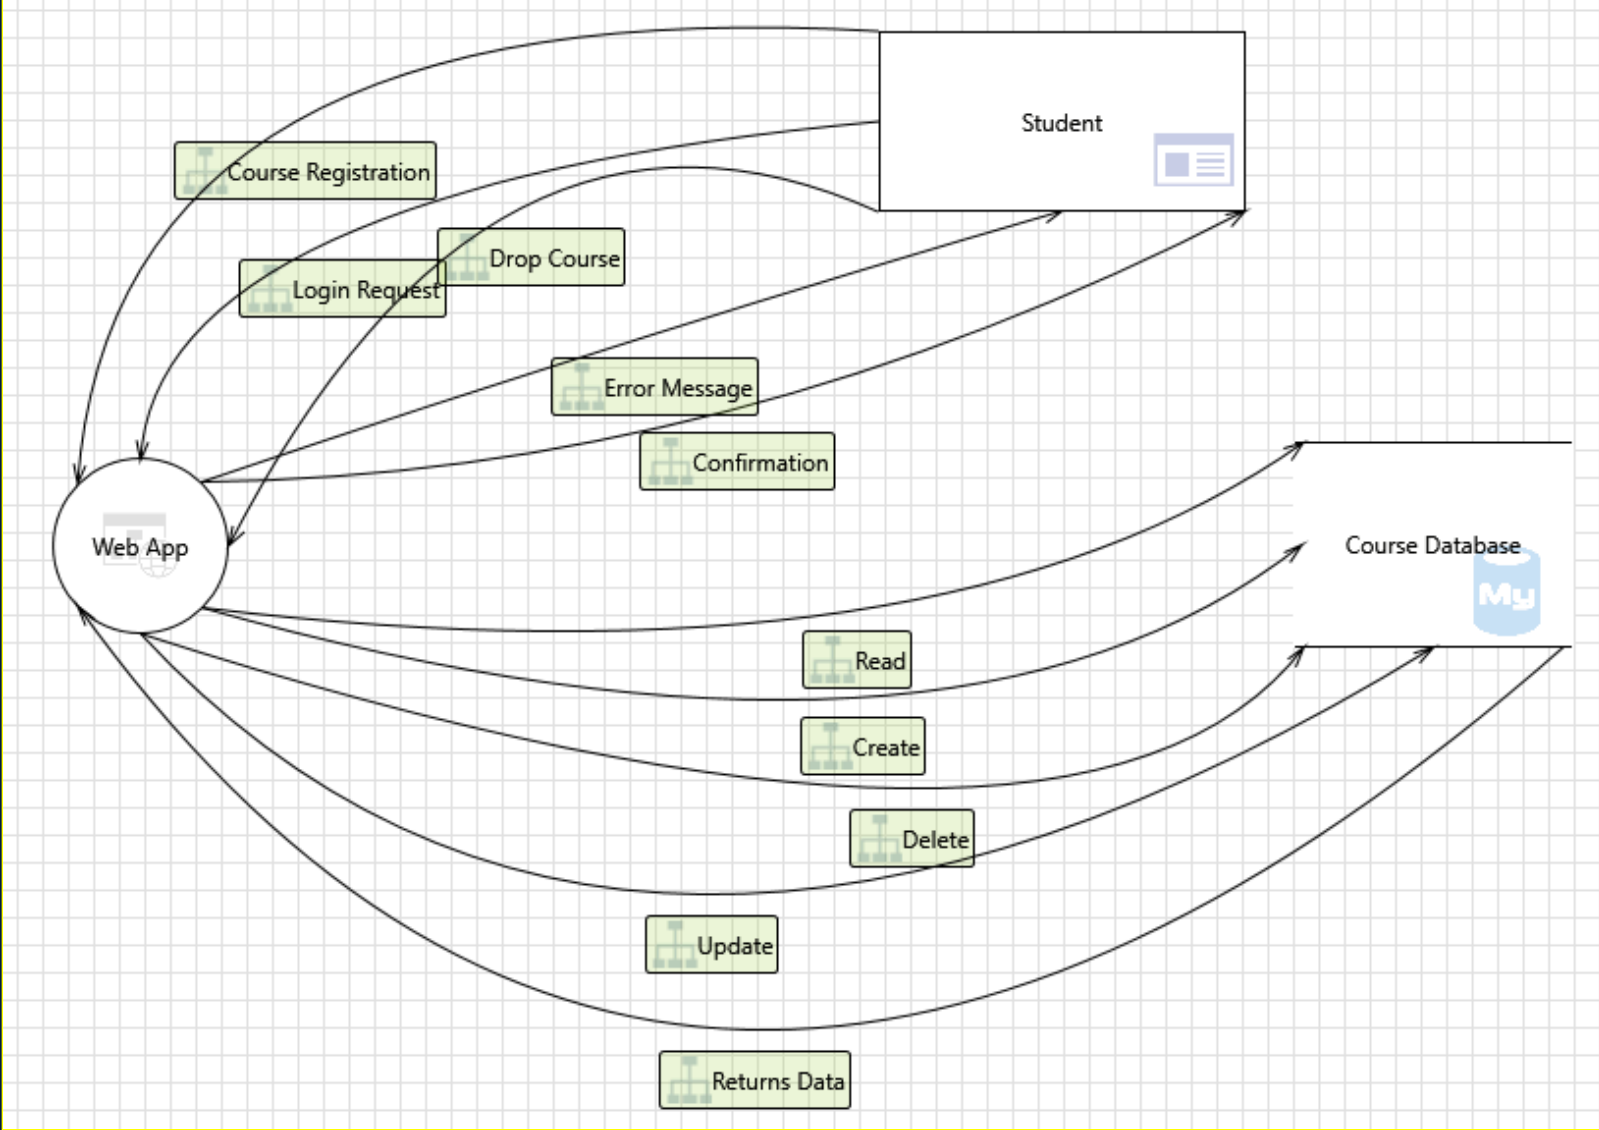 Student
Course Registration
Drop Course
Login Request
Error Message
Confirmation
Web App
Course Database
My
Read
Create
Delete
Update
Returns Data